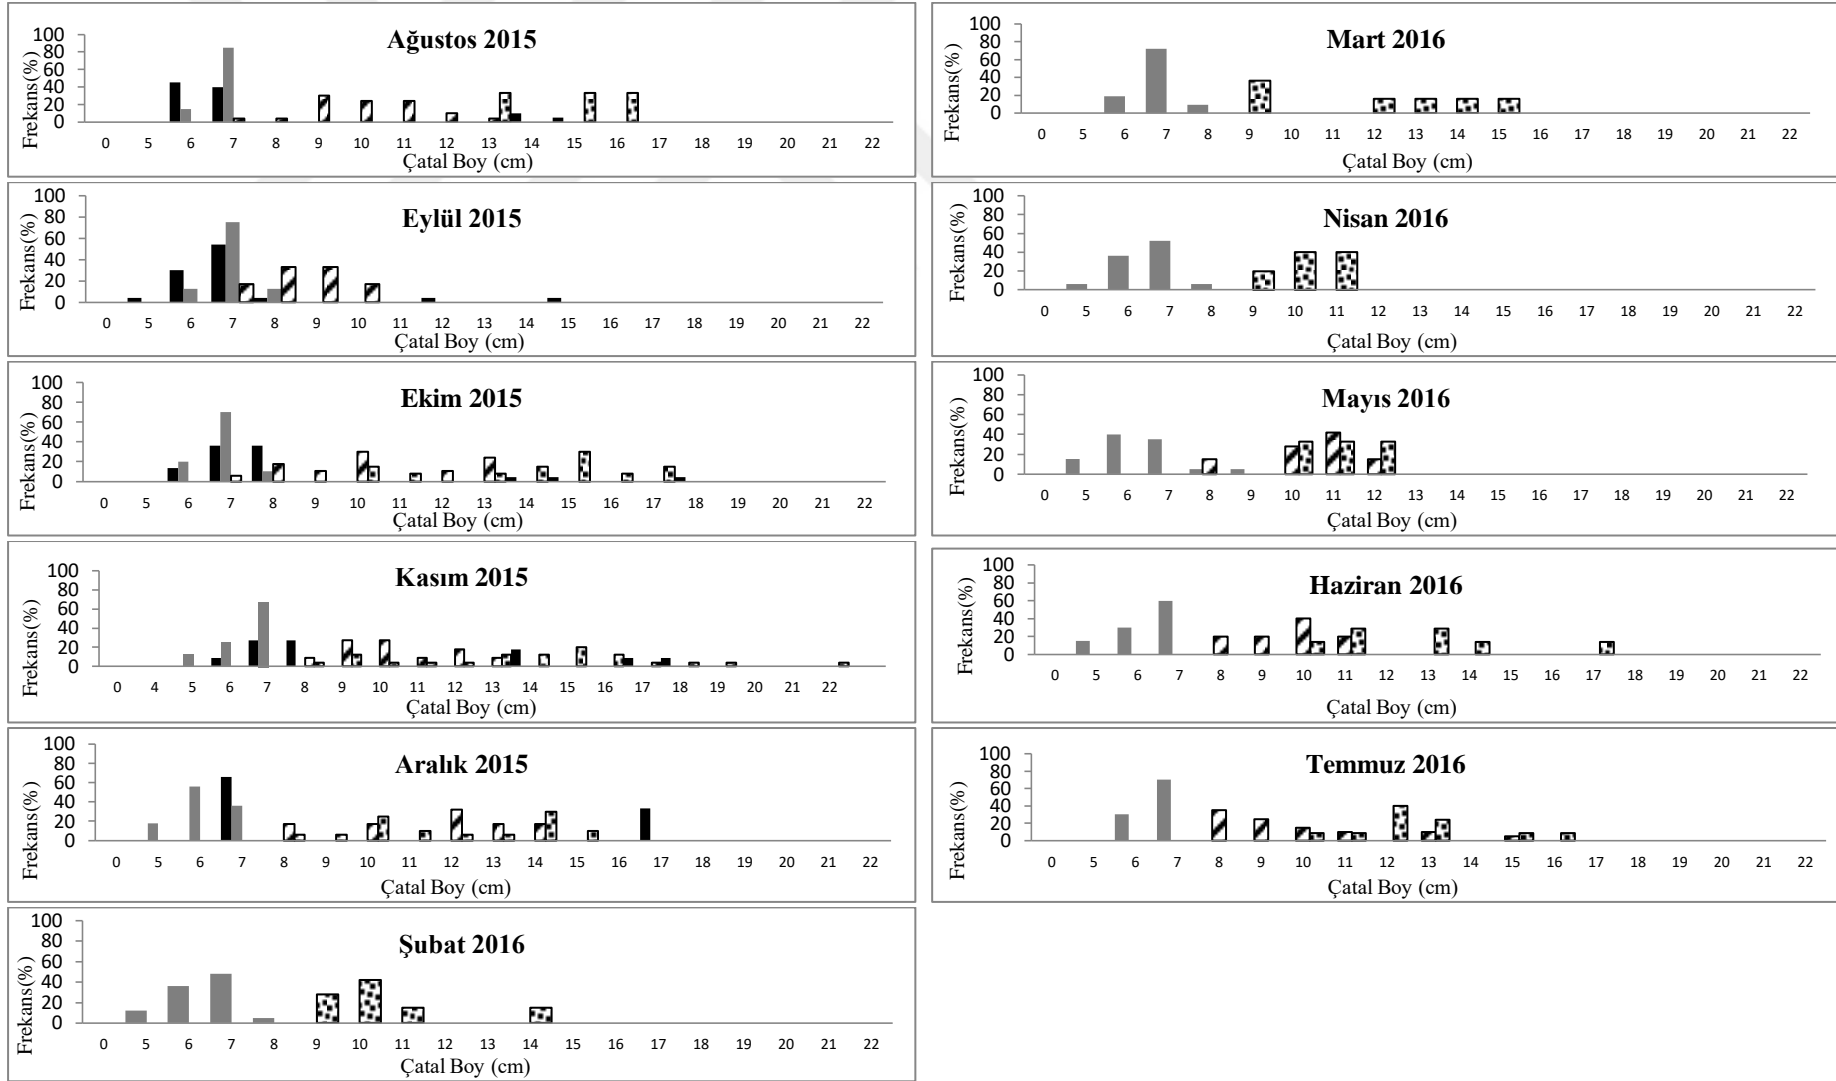 Ağustos 2015
Frekans(%)
100
80
60
40
20
0
0 5 6 7 8 9 10 11 12 13 14 15 16 17 18 19 20 21 22
Çatal Boy (cm)
Eylül 2015
Frekans(%)
100
80
60
40
20
0
0 5 6 7 8 9 10 11 12 13 14 15 16 17 18 19 20 21 22
Çatal Boy (cm)
Ekim 2015
Frekans(%)
100
80
60
40
20
0
0 5 6 7 8 9 10 11 12 13 14 15 16 17 18 19 20 21 22
Çatal Boy (cm)
Kasım 2015
Frekans(%)
100
80
60
40
20
0
0 4 5 6 7 8 9 10 11 12 13 14 15 16 17 18 19 20 21 22
Çatal Boy (cm)
Aralık 2015
Frekans(%)
100
80
60
40
20
0
0 5 6 7 8 9 10 11 12 13 14 15 16 17 18 19 20 21 22
Çatal Boy (cm)
Şubat 2016
Frekans(%)
100
80
60
40
20
0
0 5 6 7 8 9 10 11 12 13 14 15 16 17 18 19 20 21 22
Çatal Boy (cm)
Mart 2016
Frekans(%)
100
80
60
40
20
0
0 5 6 7 8 9 10 11 12 13 14 15 16 17 18 19 20 21 22
Çatal Boy (cm)
Nisan 2016
Frekans(%)
100
80
60
40
20
0
0 5 6 7 8 9 10 11 12 13 14 15 16 17 18 19 20 21 22
Çatal Boy (cm)
Mayıs 2016
Frekans(%)
100
80
60
40
20
0
0 5 6 7 8 9 10 11 12 13 14 15 16 17 18 19 20 21 22
Çatal Boy (cm)
Haziran 2016
Frekans(%)
100
80
60
40
20
0
0 5 6 7 8 9 10 11 12 13 14 15 16 17 18 19 20 21 22
Çatal Boy (cm)
Temmuz 2016
Frekans(%)
100
80
60
40
20
0
0 5 6 7 8 9 10 11 12 13 14 15 16 17 18 19 20 21 22
Çatal Boy (cm)